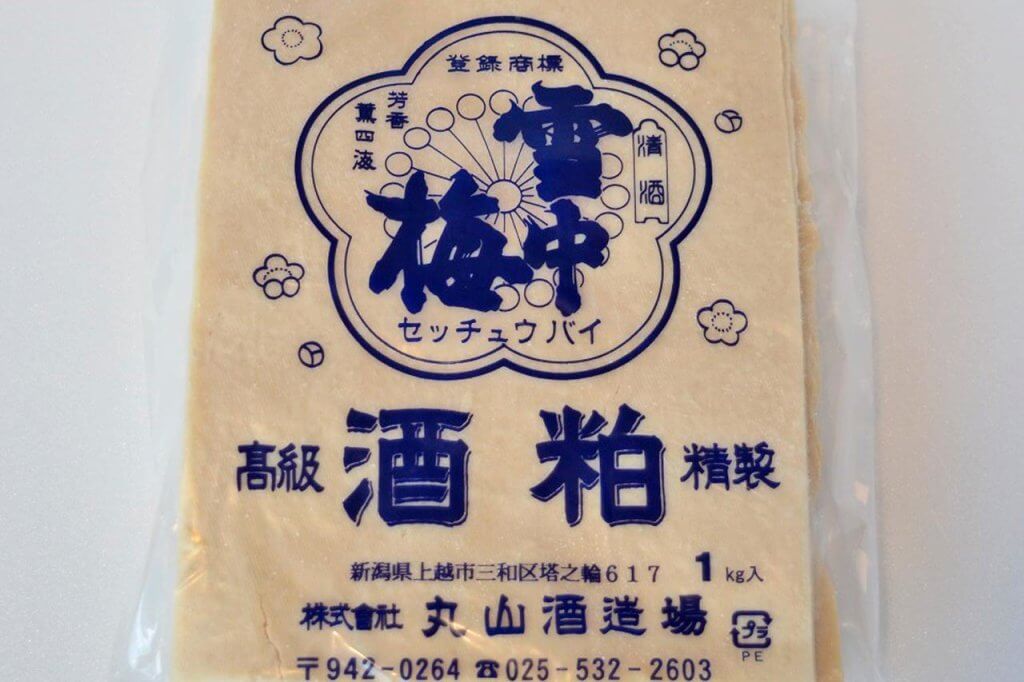 登録商標
芳香
薫四海
雪中梅
清酒
セッチュウバイ
高級 酒粕 精製
新潟県上越市三和区塔之輪617 1kg入
株式會社 丸山酒造場
プラ
PE
〒942-0264 ☎025-532-2603